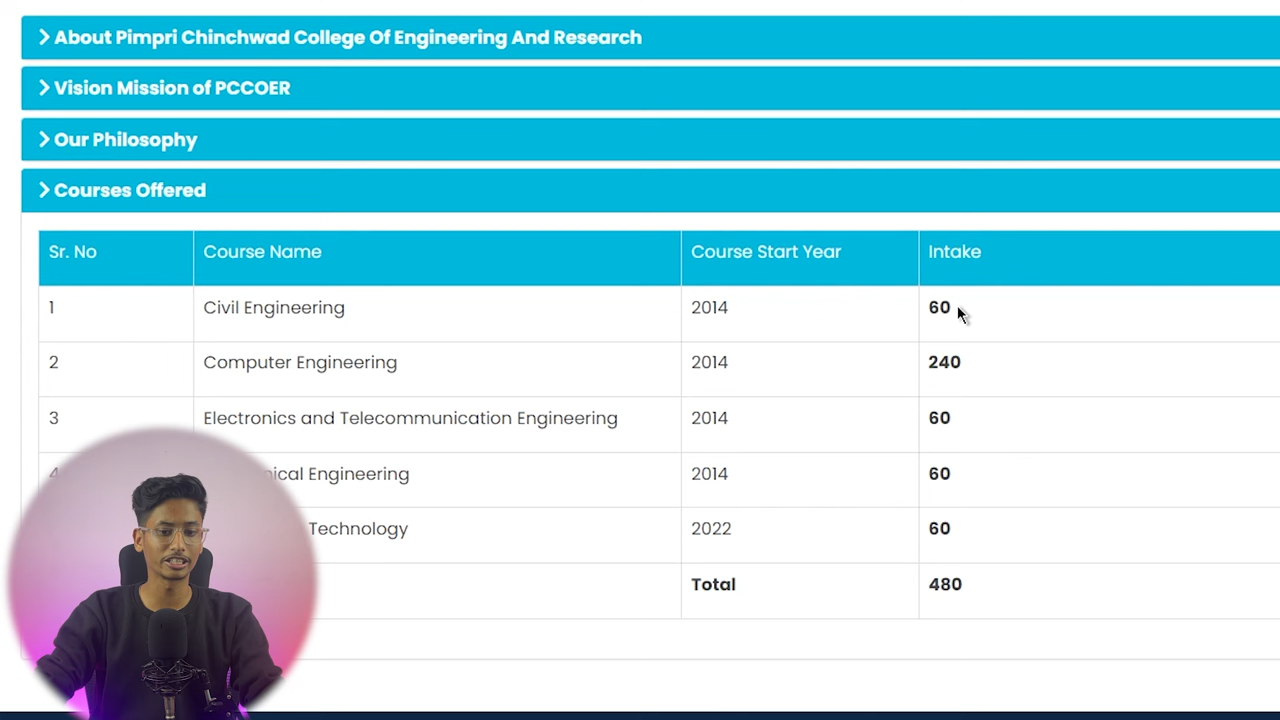 About Pimpri Chinchwad College Of Engineering And Research
Vision Mission of PCCOER
Our Philosophy
Courses Offered
Sr. No Course Name Course Start Year Intake
1 Civil Engineering 2014 60
2 Computer Engineering 2014 240
3 Electronics and Telecommunication Engineering 2014 60
Engineering 2014 60
Technology 2022 60
Total 480